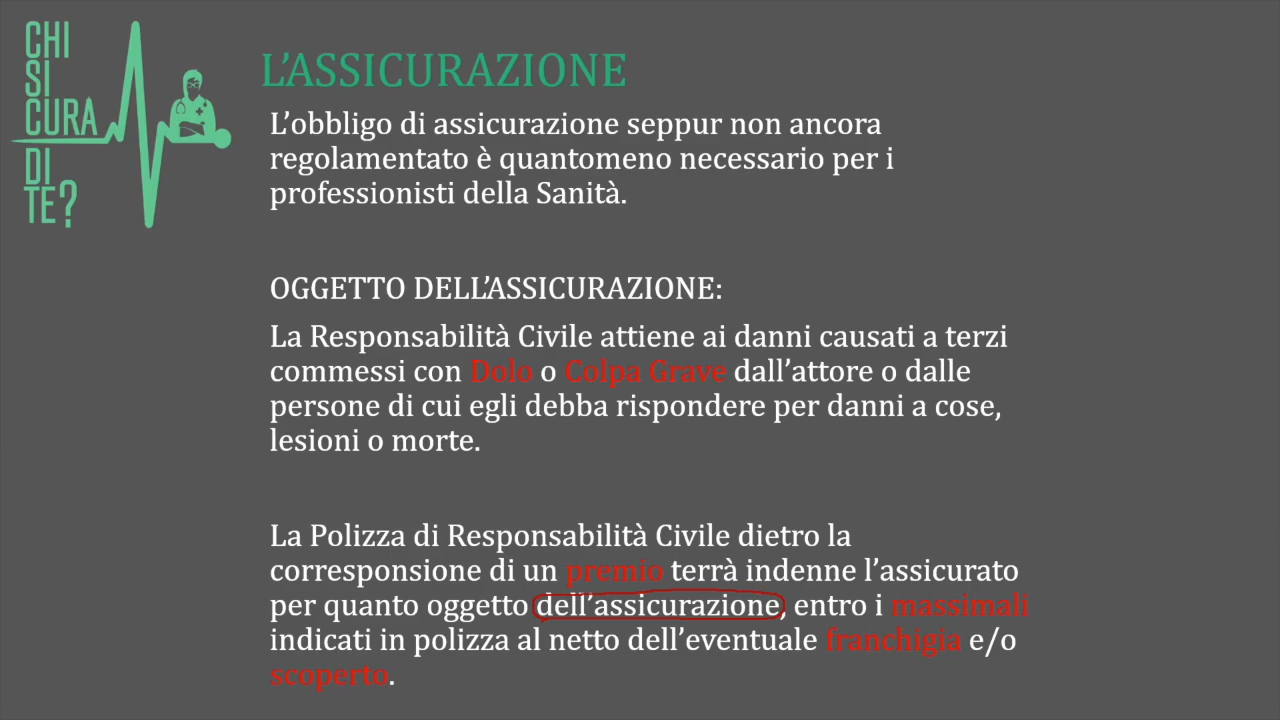 CHI
SI
CURA
DI
TE?
L’ASSICURAZIONE
L’obbligo di assicurazione seppur non ancora
regolamentato è quantomeno necessario per i
professionisti della Sanità.
OGGETTO DELL’ASSICURAZIONE:
La Responsabilità Civile attiene ai danni causati a terzi
commessi con Dolo o Colpa Grave dall’attore o dalle
persone di cui egli debba rispondere per danni a cose,
lesioni o morte.
La Polizza di Responsabilità Civile dietro la
corresponsione di un premio terrà indenne l’assicurato
per quanto oggetto dell’assicurazione, entro i massimali
indicati in polizza al netto dell’eventuale franchigia e/o
scoperto.